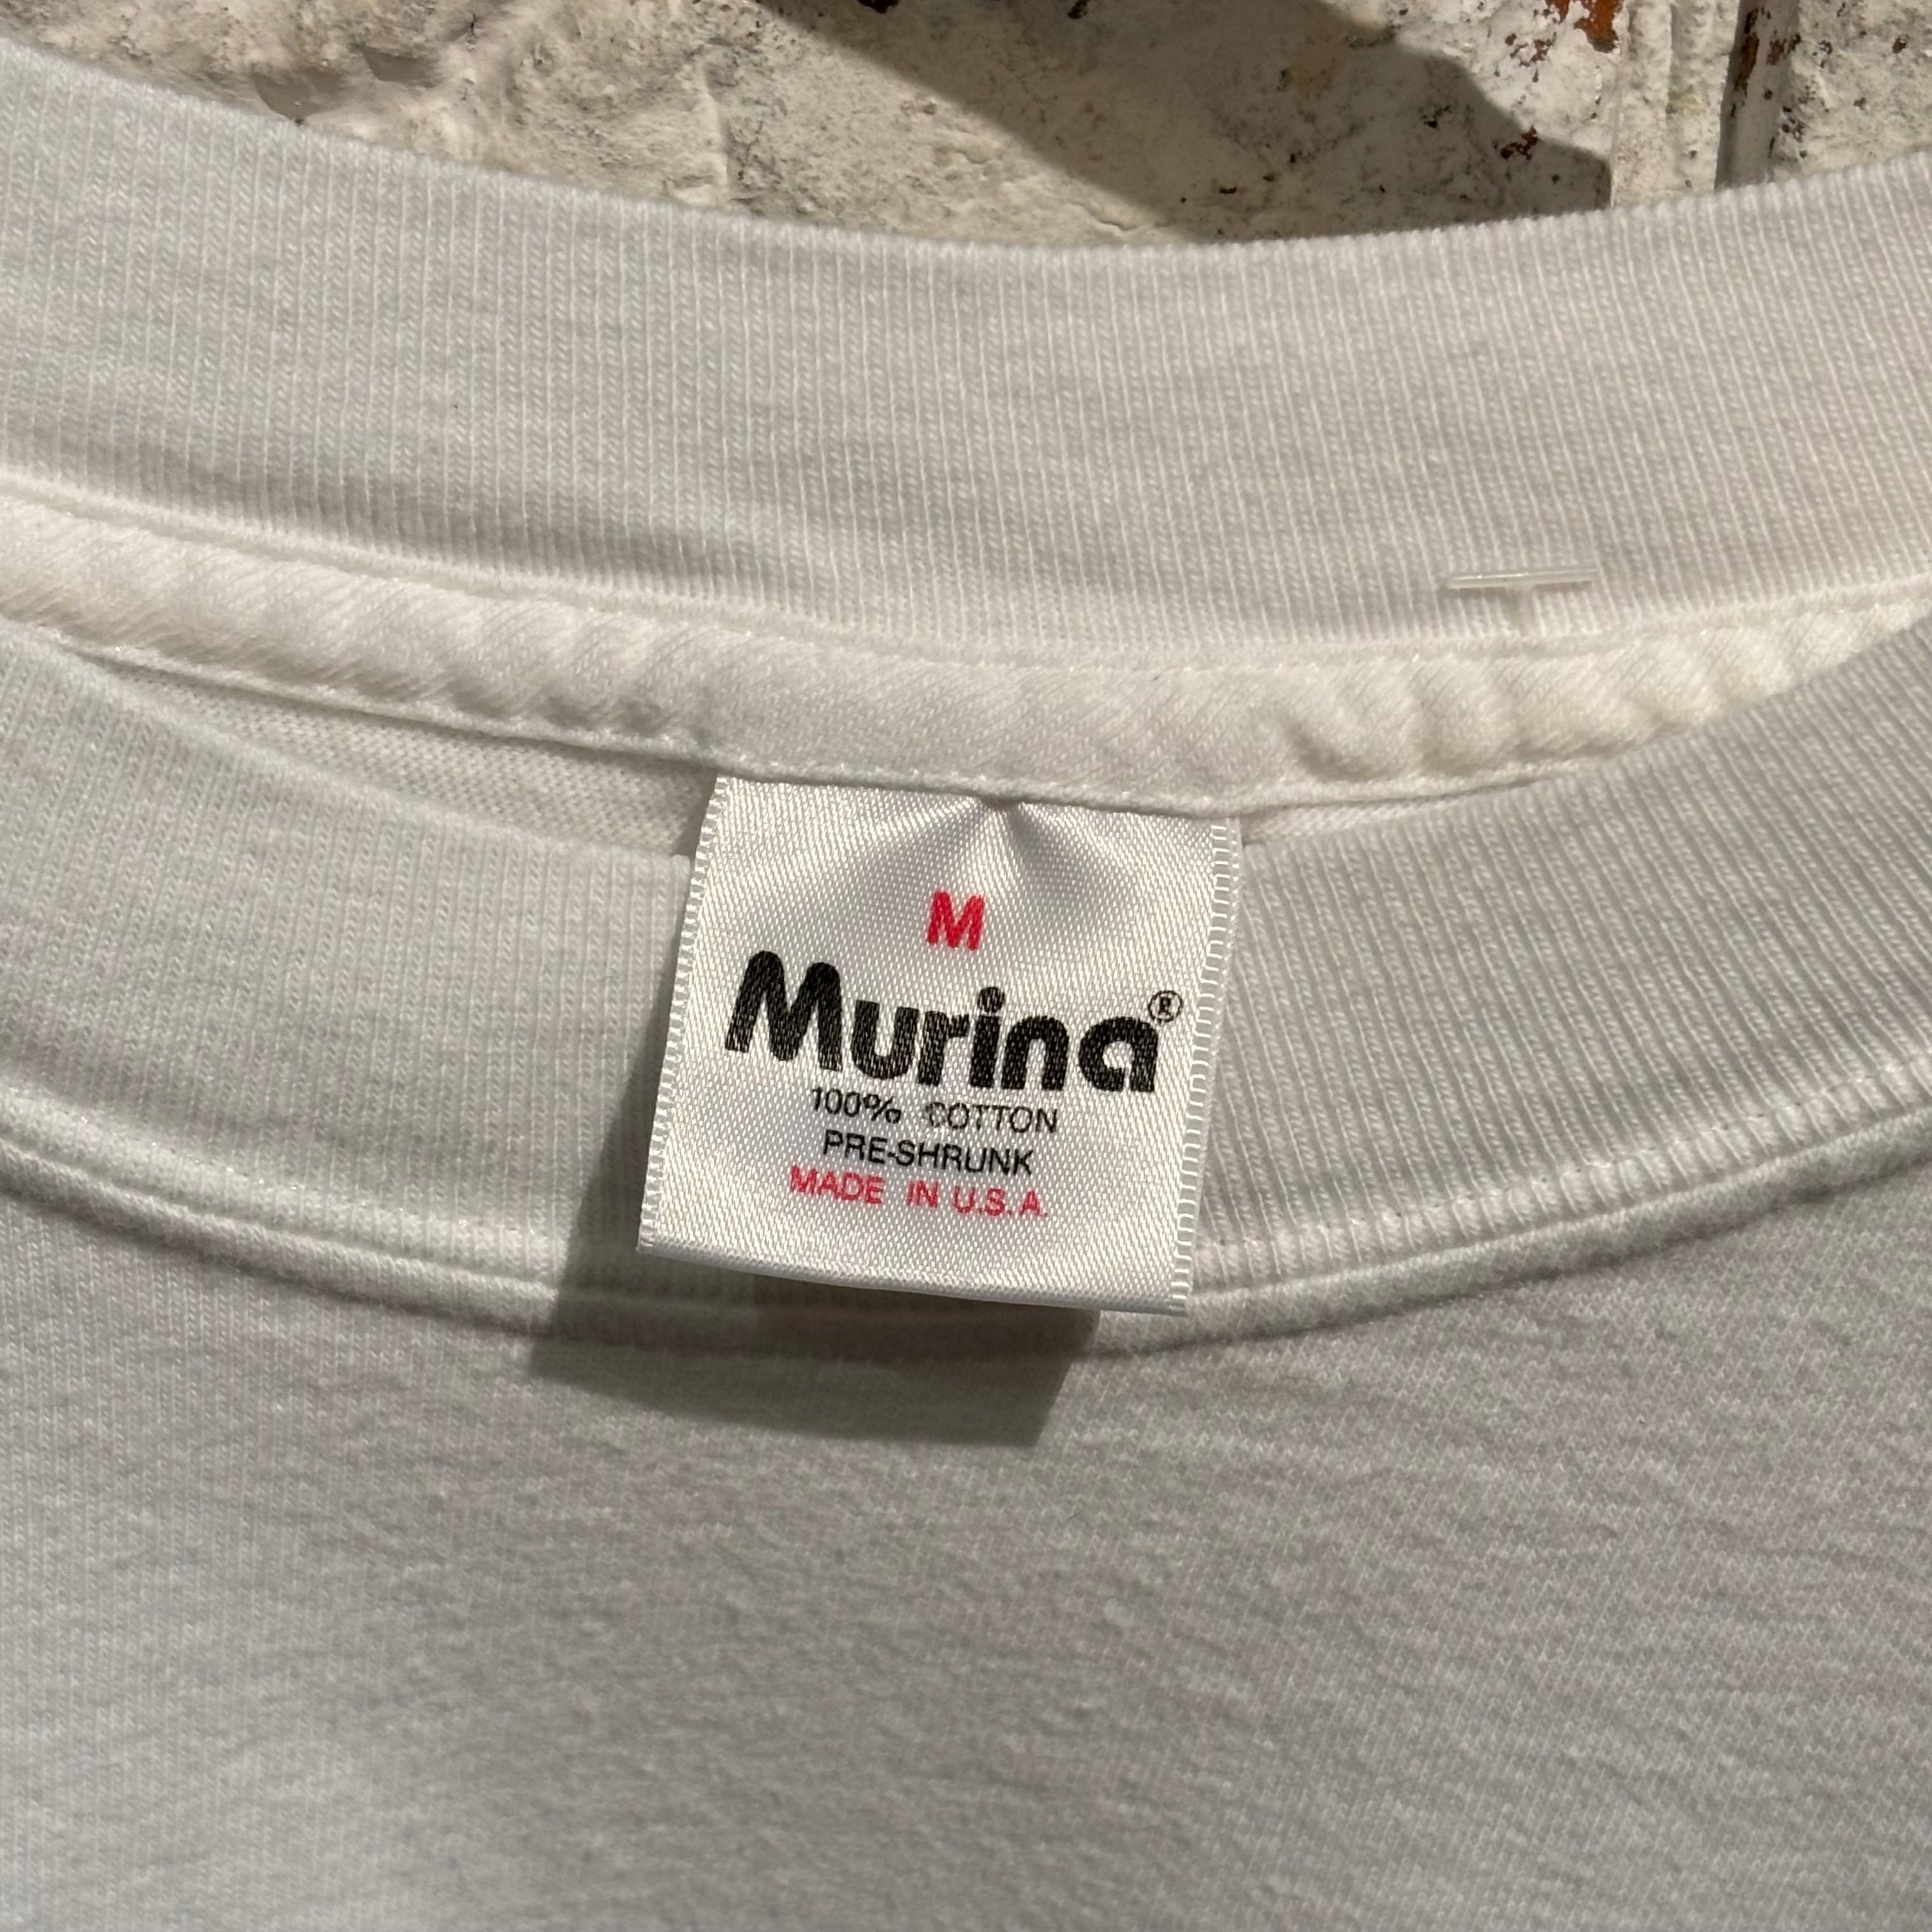 M
Murina®
100% COTTON
PRE-SHRUNK
MADE IN U.S.A.